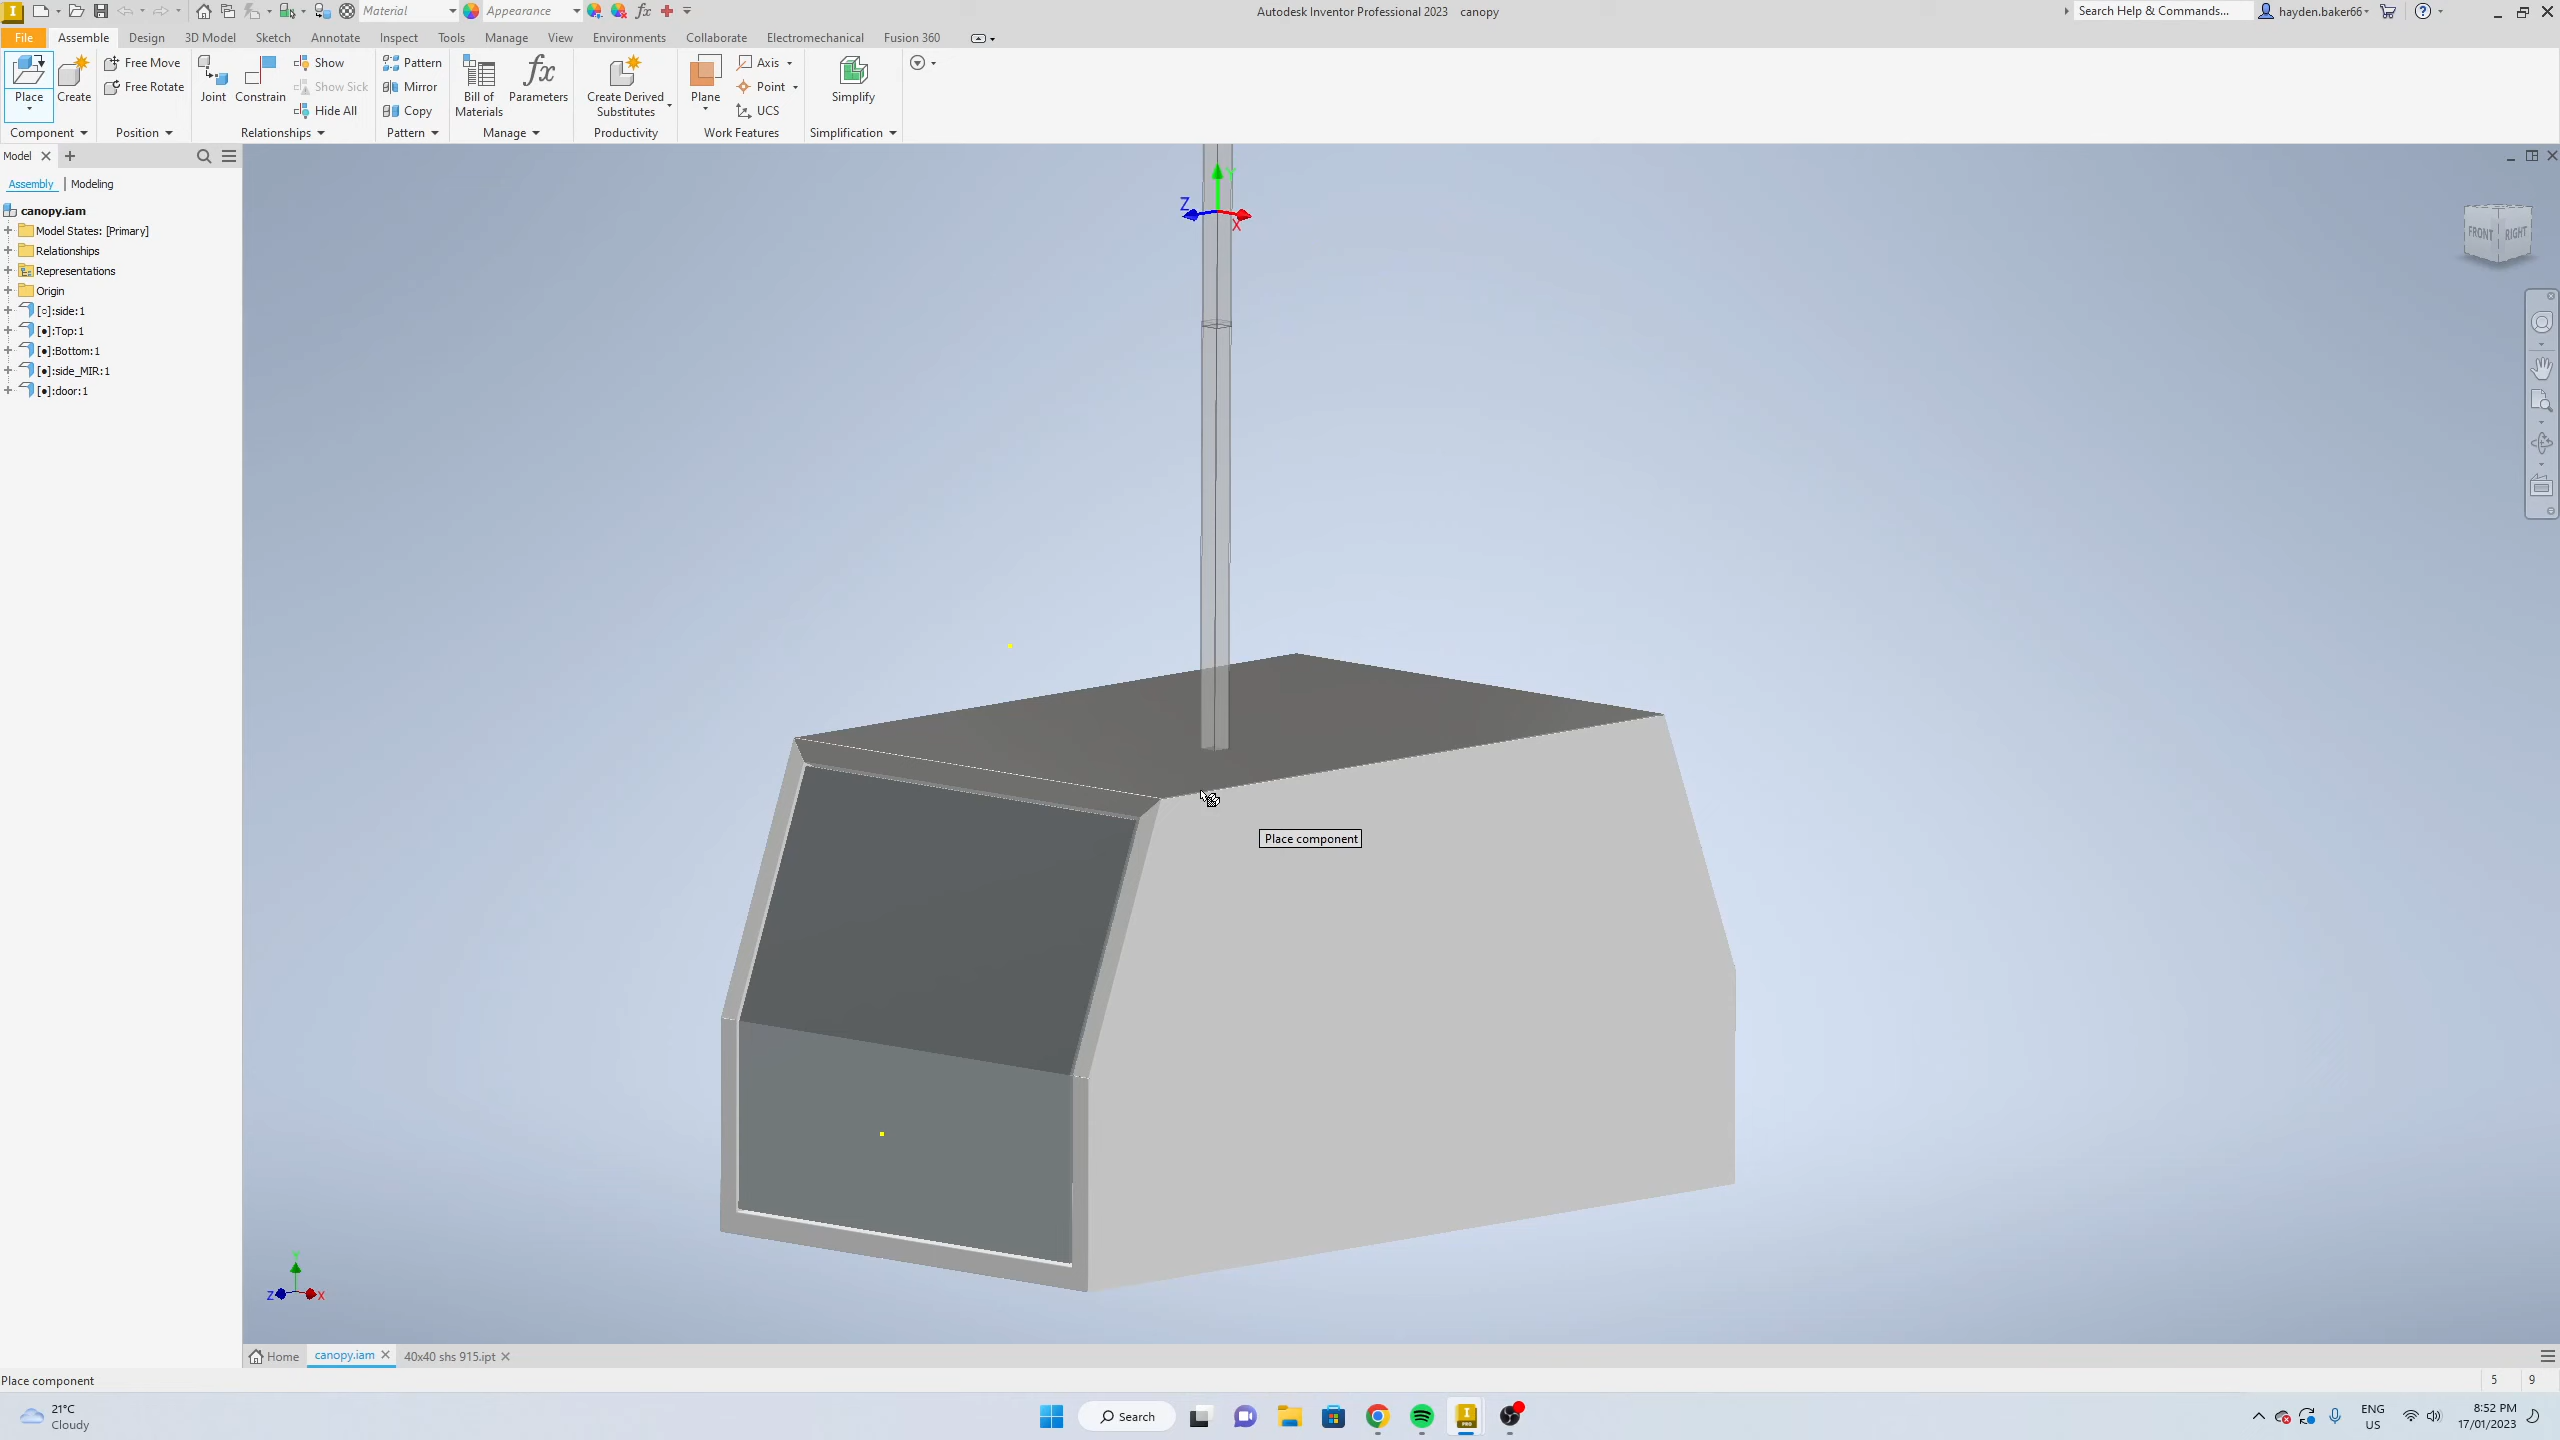 Material
Appearance
fx
Autodesk Inventor Professional 2023 canopy
Search Help & Commands...
hayden.baker66
File Assemble Design 3D Model Sketch Annotate Inspect Tools Manage View Environments Collaborate Electromechanical Fusion 360
Place
Create
Free Move
Free Rotate
Joint
Constrain
Show
Show Sick
Hide All
Pattern
Mirror
Copy
Bill of
Materials
fx
Parameters
Create Derived
Substitutes
Plane
Axis
Point
UCS
Simplify
Component Position Relationships Pattern Manage Productivity Work Features Simplification
Model
Assembly Modeling
canopy.iam
Model States: [Primary]
Relationships
Representations
Origin
[○]:side:1
[●]:Top:1
[●]:Bottom:1
[●]:side_MIR:1
[●]:door:1
Y
Z
X
FRONT RIGHT
Place component
Y
Z X
Home canopy.iam 40x40 shs 915.ipt
Place component
5 9
21°C
Cloudy
Search
PRO
ENG
US
8:52 PM
17/01/2023